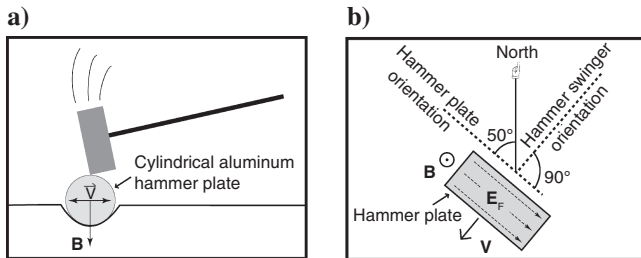 a)
V
Cylindrical aluminum
hammer plate
B
b)
North
Hammer plate
orientation
Hammer swinger
orientation
50°
90°
B
E_F
Hammer plate
V